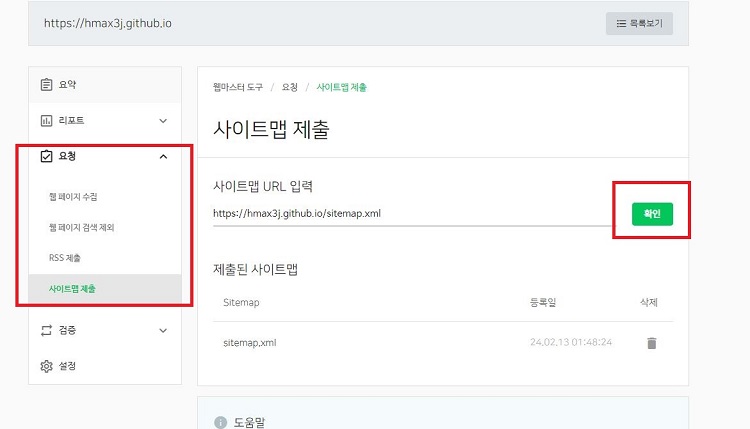 https://hmax3j.github.io
목록보기
요약
리포트
요청
웹 페이지 수집
웹 페이지 검색 제외
RSS 제출
사이트맵 제출
검증
설정
웹마스터 도구 / 요청 / 사이트맵 제출
사이트맵 제출
사이트맵 URL 입력
https://hmax3j.github.io/sitemap.xml
확인
제출된 사이트맵
Sitemap 등록일 삭제
sitemap.xml 24.02.13 01:48:24
도움말